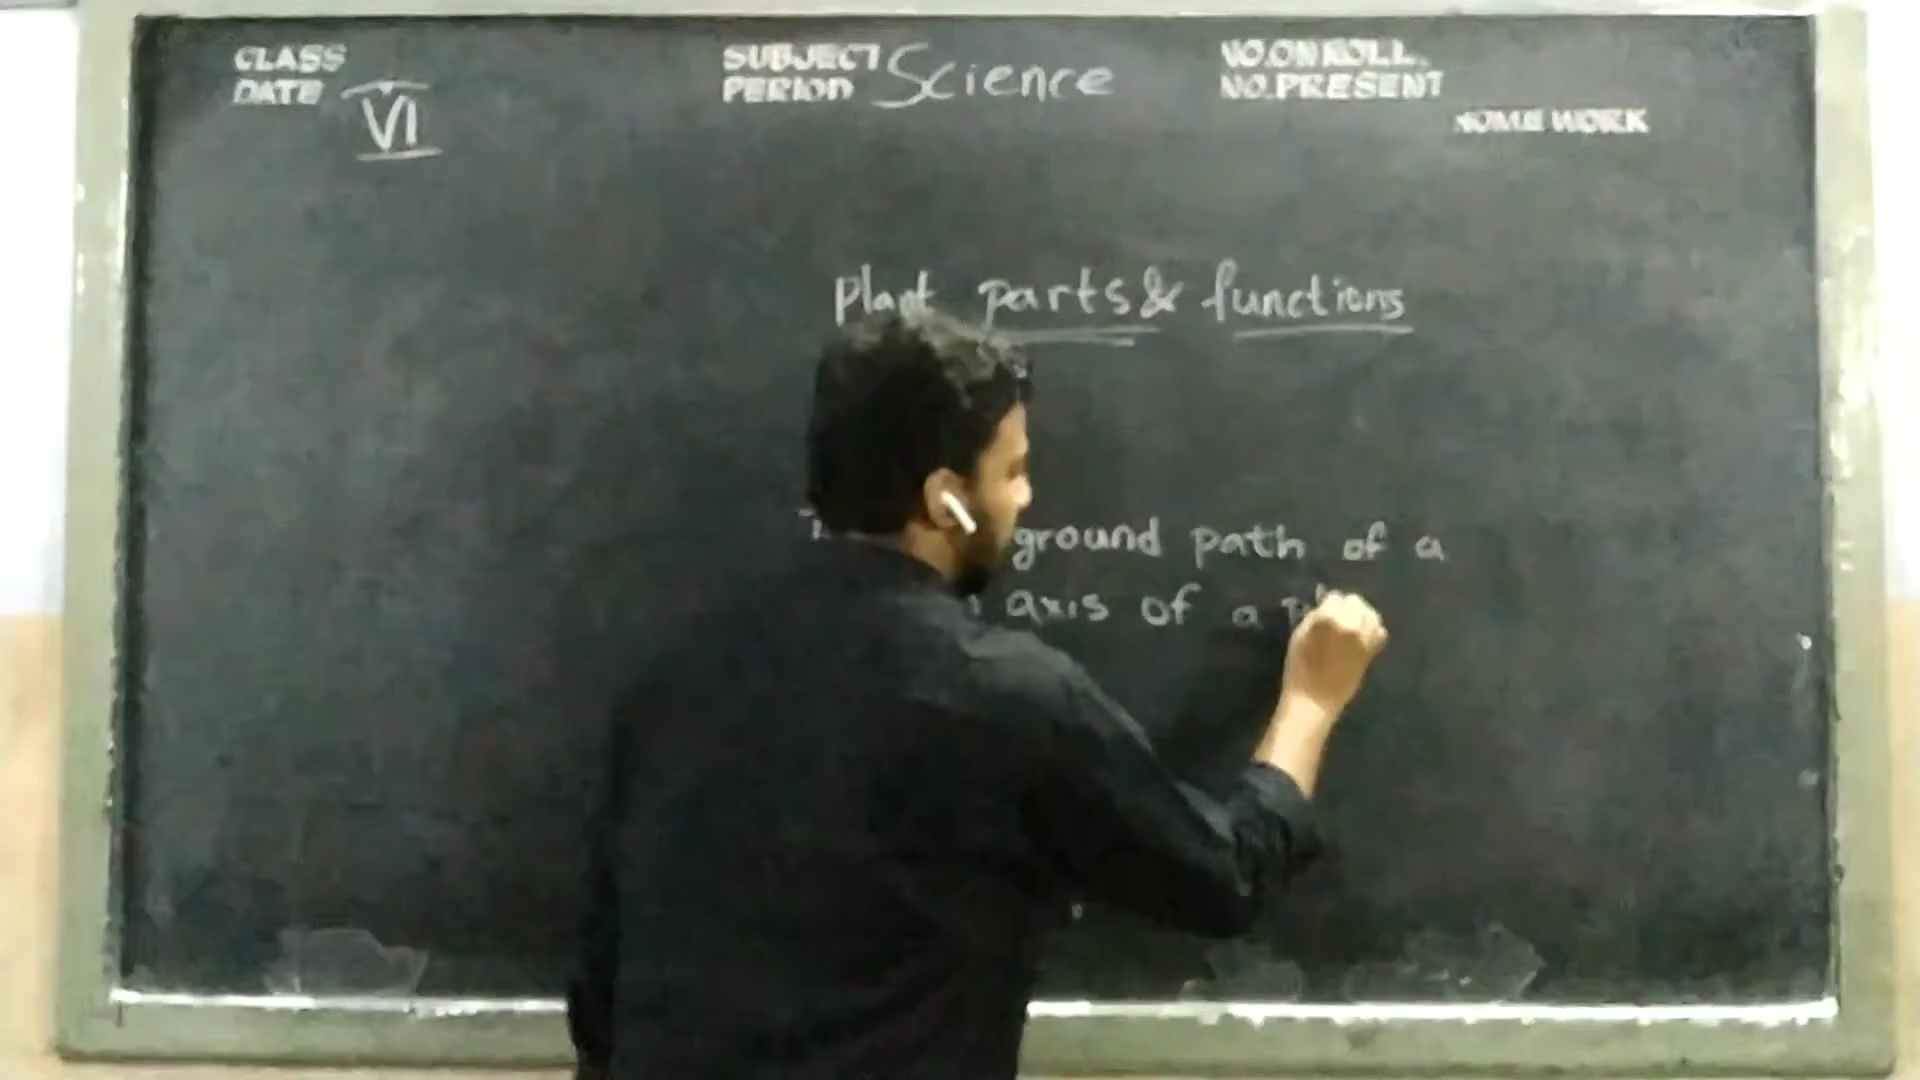 CLASS
DATE
VI
SUBJECT Science
PERIOD
NO.ON ROLL.
NO.PRESENT
HOME WORK
Plant parts & functions
ground path of a
axis of a